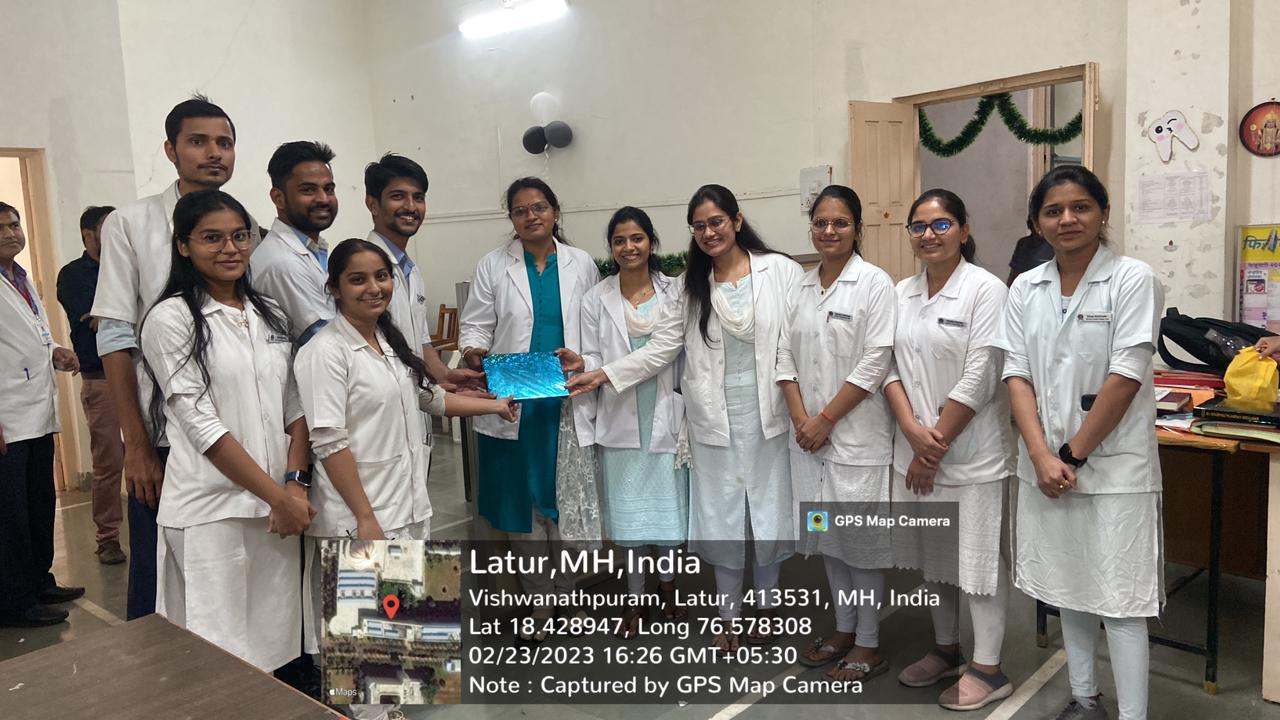 GPS Map Camera
Latur,MH,India
Vishwanathpuram, Latur, 413531, MH, India
Lat 18.428947, Long 76.578308
02/23/2023 16:26 GMT+05:30
Note : Captured by GPS Map Camera
Maps